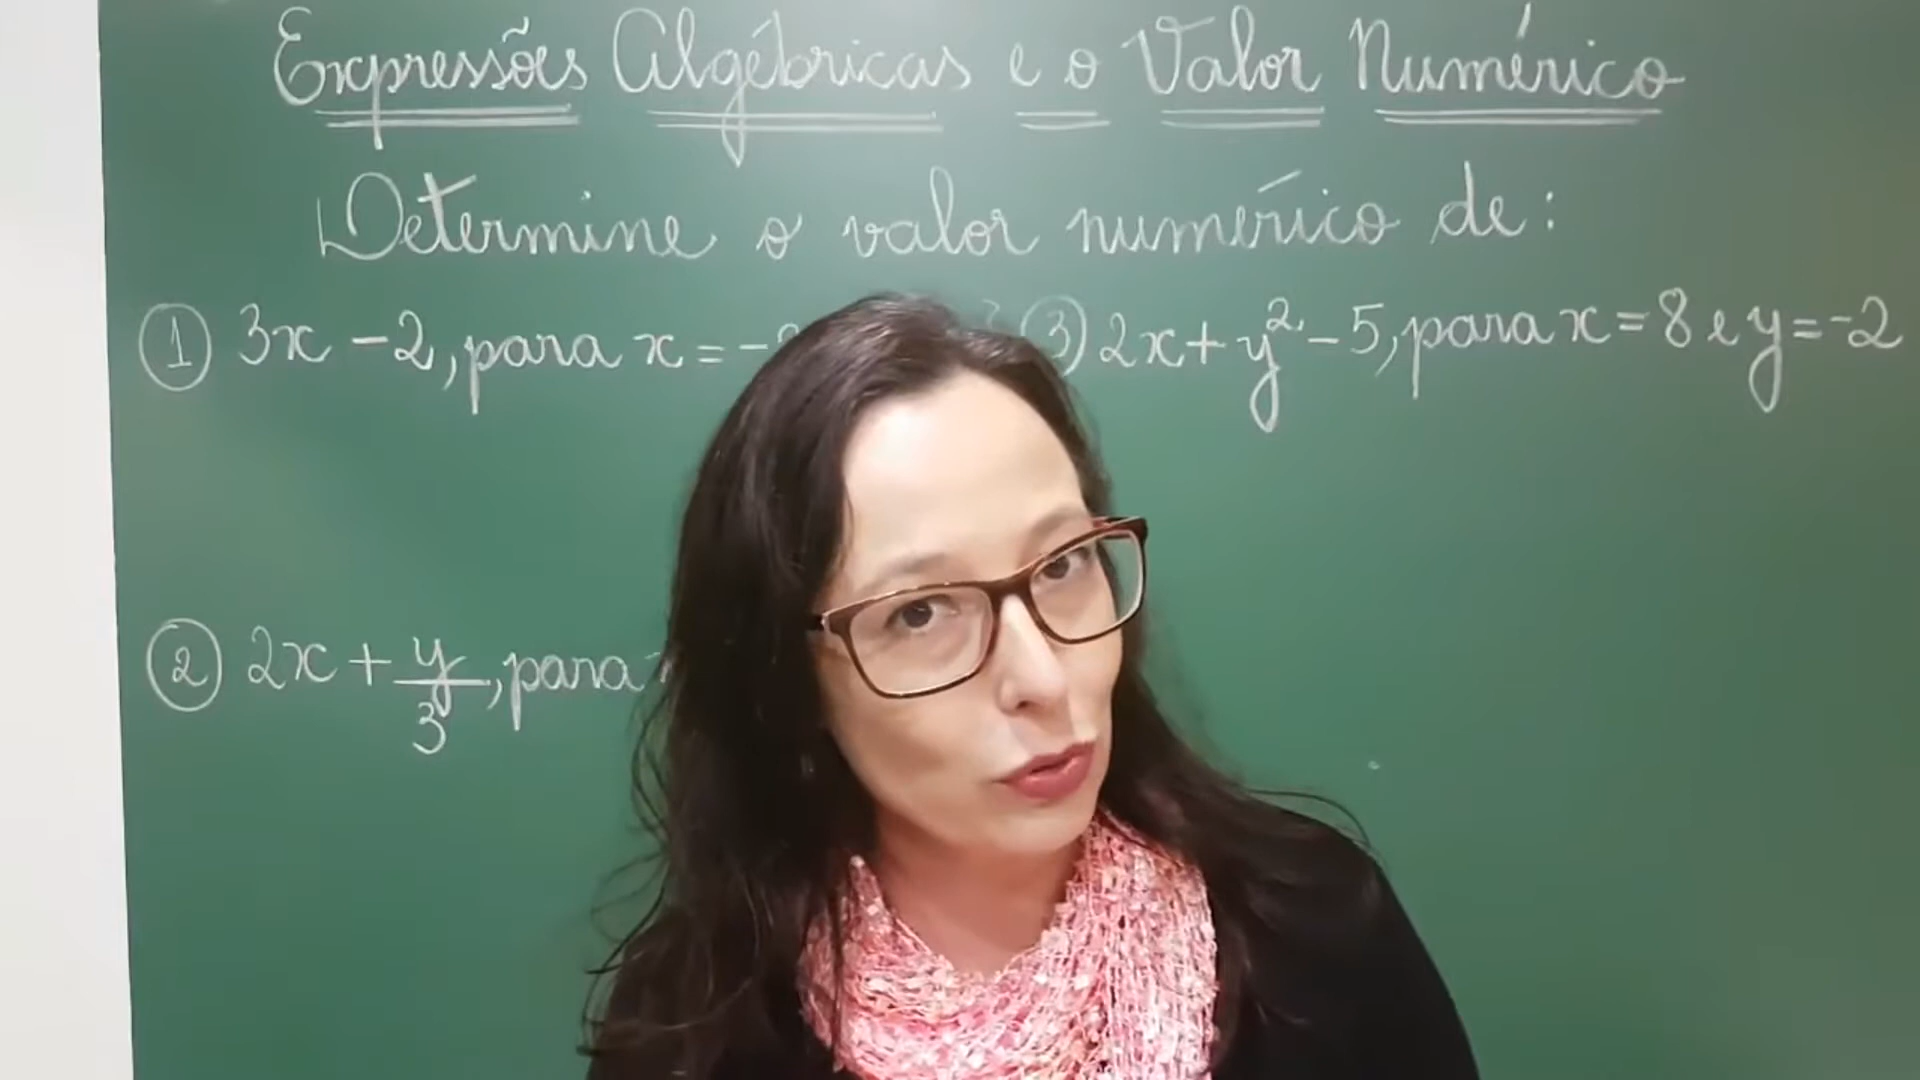 Expressões Algébricas e o Valor Numérico
Determine o valor numérico de:
① 3x - 2, para x = -
③ 2x + y² - 5, para x = 8 e y = -2
② 2x + y/3, para